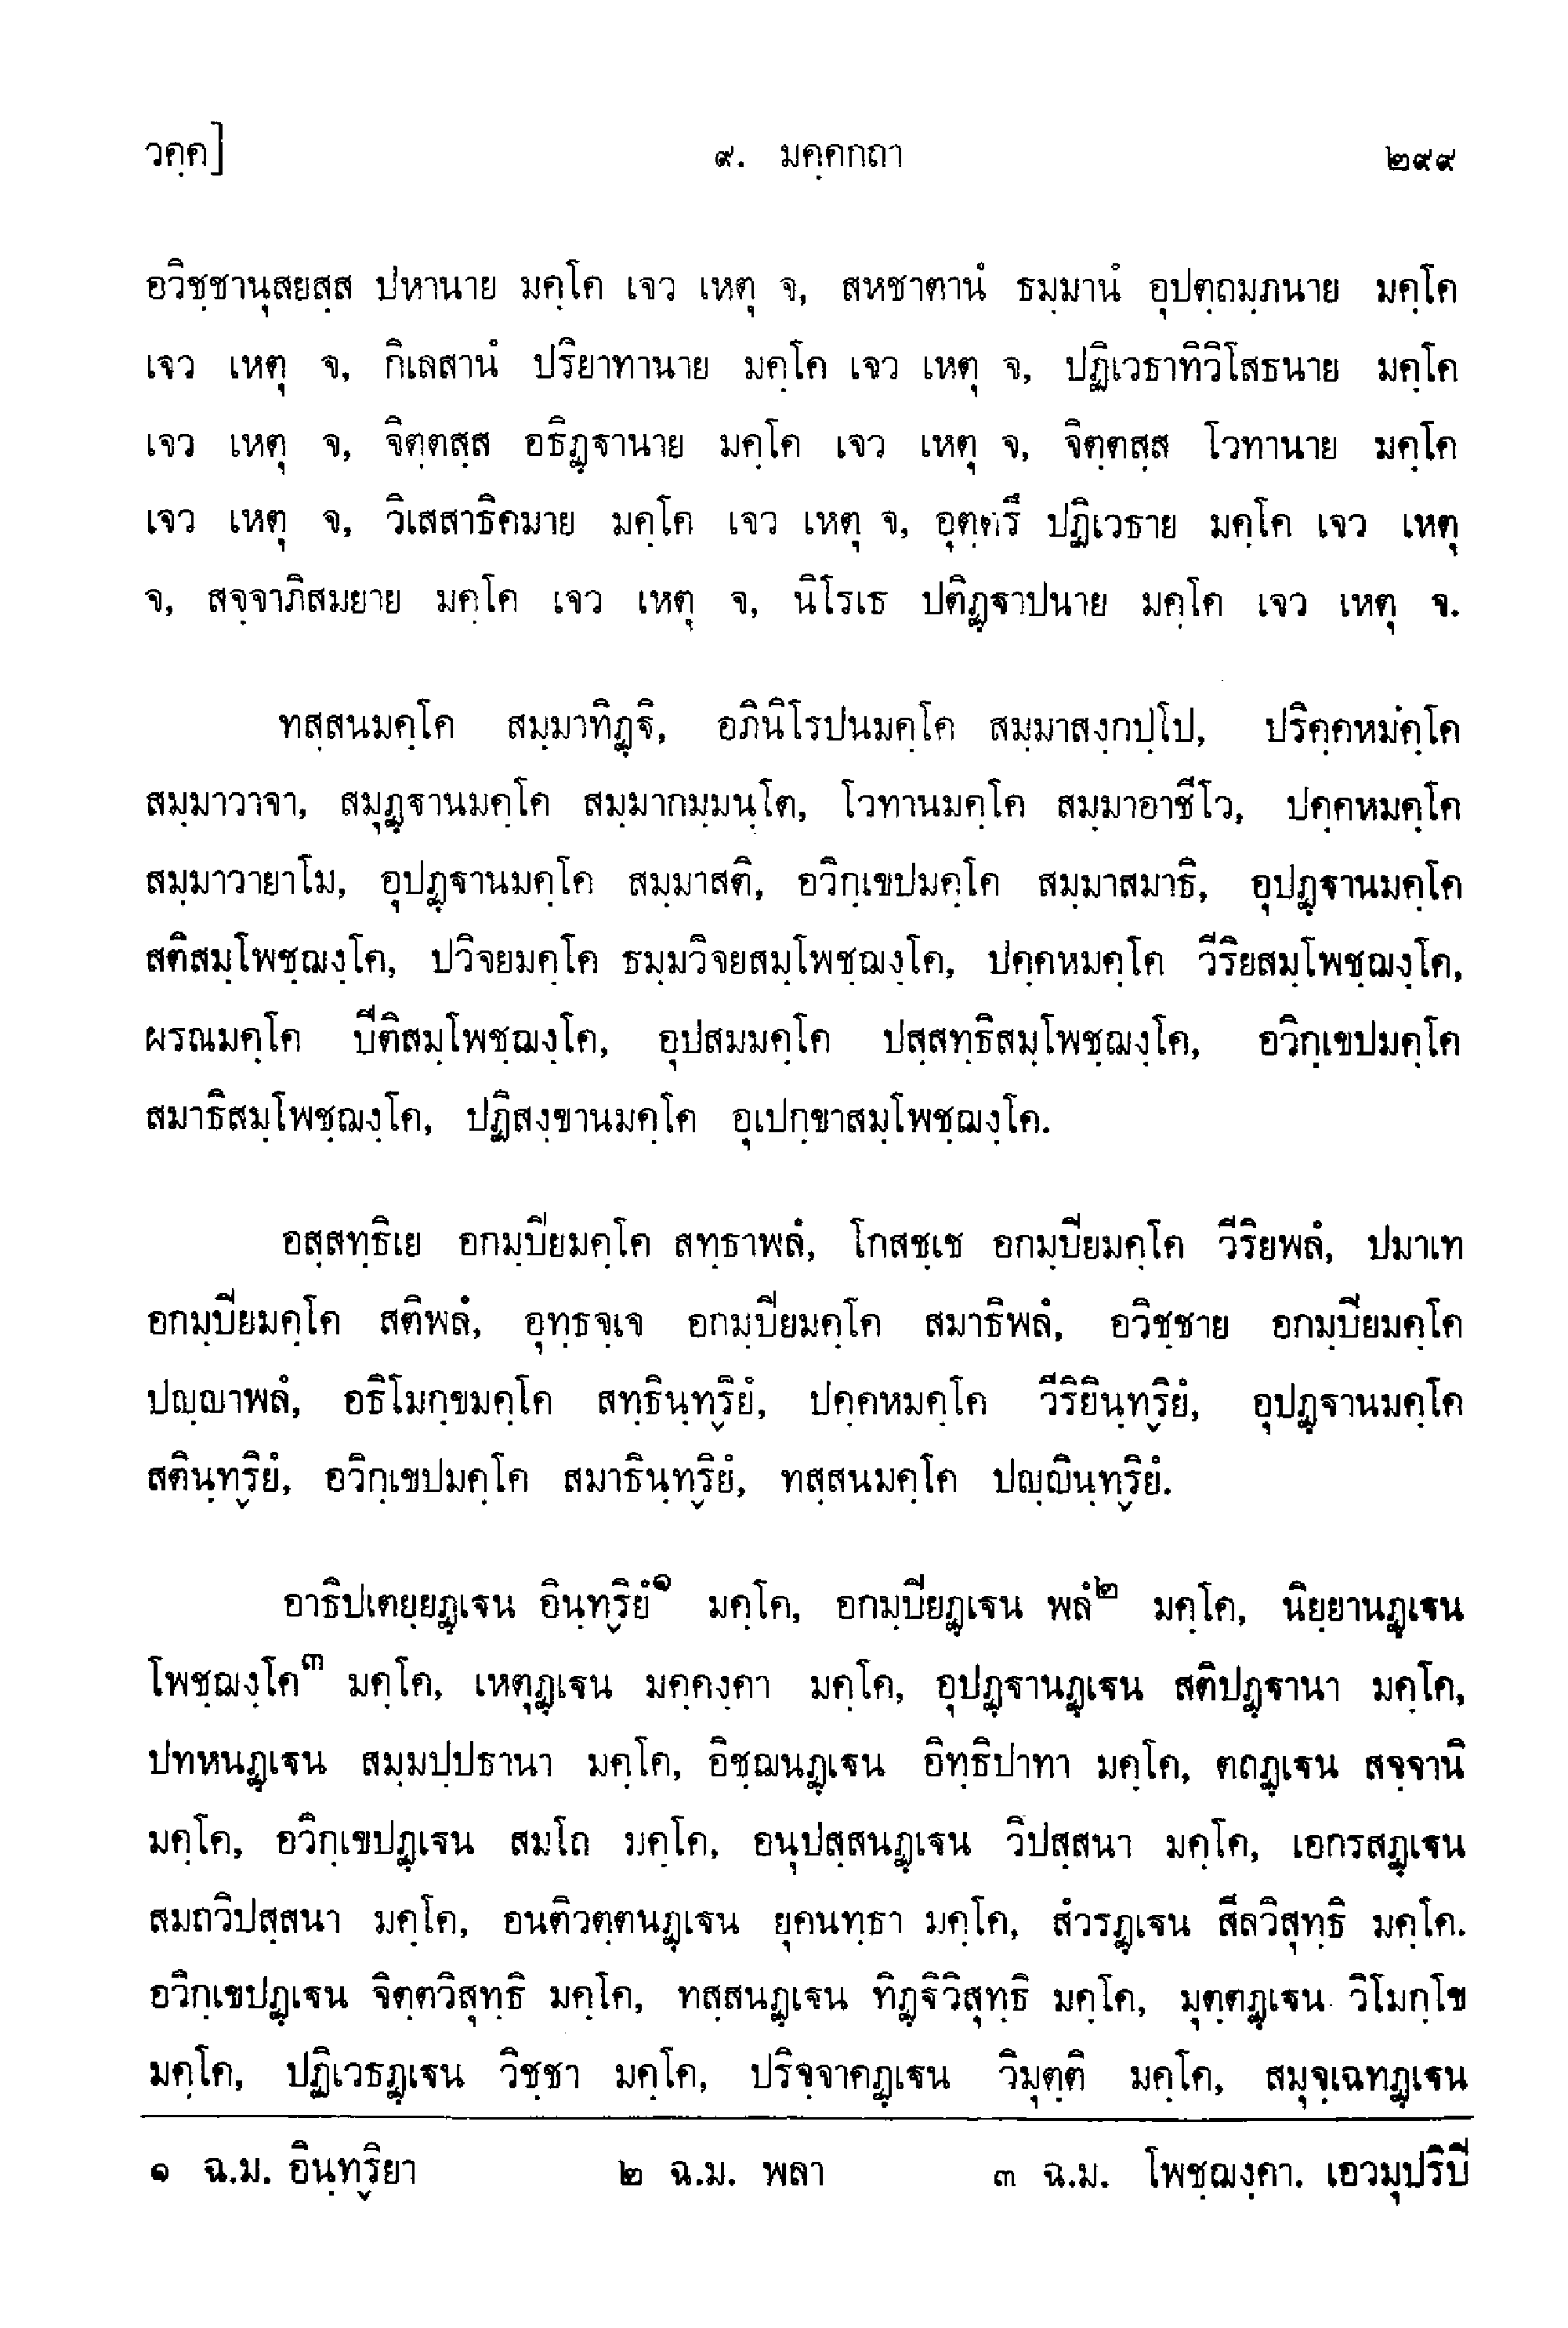 วคฺค] ๙. มคฺคกถา ๒๙๙
อวิชฺชานุสยสฺส ปหานาย มคฺโค เจว เหตุ จ, สหชาตานํ ธมฺมานํ อุปตฺถมฺภนาย มคฺโค
เจว เหตุ จ, กิเลสานํ ปริยาทานาย มคฺโค เจว เหตุ จ, ปฏิเวธาทิวิโสธนาย มคฺโค
เจว เหตุ จ, จิตฺตสฺส อธิฏฺฐานาย มคฺโค เจว เหตุ จ, จิตฺตสฺส โวทานาย มคฺโค
เจว เหตุ จ, วิเสสาธิคมาย มคฺโค เจว เหตุ จ, อุตฺตรึ ปฏิเวธาย มคฺโค เจว เหตุ
จ, สจฺจาภิสมยาย มคฺโค เจว เหตุ จ, นิโรเธ ปติฏฺฐาปนาย มคฺโค เจว เหตุ จ.
ทสฺสนมคฺโค สมฺมาทิฏฺฐิ, อภินิโรปนมคฺโค สมฺมาสงฺกปฺโป, ปริคฺคหมคฺโค
สมฺมาวาจา, สมุฏฺฐานมคฺโค สมฺมากมฺมนฺโต, โวทานมคฺโค สมฺมาอาชีโว, ปคฺคหมคฺโค
สมฺมาวายาโม, อุปฏฺฐานมคฺโค สมฺมาสติ, อวิกฺเขปมคฺโค สมฺมาสมาธิ, อุปฏฺฐานมคฺโค
สติสมฺโพชฺฌงฺโค, ปวิจยมคฺโค ธมฺมวิจยสมฺโพชฺฌงฺโค, ปคฺคหมคฺโค วีริยสมฺโพชฺฌงฺโค,
ผรณมคฺโค ปีติสมฺโพชฺฌงฺโค, อุปสมมคฺโค ปสฺสทฺธิสมฺโพชฺฌงฺโค, อวิกฺเขปมคฺโค
สมาธิสมฺโพชฺฌงฺโค, ปฏิสงฺขานมคฺโค อุเปกฺขาสมฺโพชฺฌงฺโค.
อสฺสทฺธิเย อกมฺปิยมคฺโค สทฺธาพลํ, โกสชฺเช อกมฺปิยมคฺโค วีริยพลํ, ปมาเท
อกมฺปิยมคฺโค สติพลํ, อุทฺธจฺเจ อกมฺปิยมคฺโค สมาธิพลํ, อวิชฺชาย อกมฺปิยมคฺโค
ปญฺญาพลํ, อธิโมกฺขมคฺโค สทฺธินฺทฺริยํ, ปคฺคหมคฺโค วีริยินฺทฺริยํ, อุปฏฺฐานมคฺโค
สตินฺทฺริยํ, อวิกฺเขปมคฺโค สมาธินฺทฺริยํ, ทสฺสนมคฺโค ปญฺญินฺทฺริยํ.
อาธิปเตยฺยฏฺเฐน อินฺทฺริยํ๑ มคฺโค, อกมฺปิยฏฺเฐน พลํ๒ มคฺโค, นิยฺยานฏฺเฐน
โพชฺฌงฺโค๓ มคฺโค, เหตุฏฺเฐน มคฺคงฺคา มคฺโค, อุปฏฺฐานฏฺเฐน สติปฏฺฐานา มคฺโค,
ปทหนฏฺเฐน สมฺมปฺปธานา มคฺโค, อิชฺฌนฏฺเฐน อิทฺธิปาทา มคฺโค, ตถฏฺเฐน สจฺจานิ
มคฺโค, อวิกฺเขปฏฺเฐน สมโถ มคฺโค, อนุปสฺสนฏฺเฐน วิปสฺสนา มคฺโค, เอกรสฏฺเฐน
สมถวิปสฺสนา มคฺโค, อนติวตฺตนฏฺเฐน ยุคนทฺธา มคฺโค, สํวรฏฺเฐน สีลวิสุทฺธิ มคฺโค.
อวิกฺเขปฏฺเฐน จิตฺตวิสุทฺธิ มคฺโค, ทสฺสนฏฺเฐน ทิฏฺฐิวิสุทฺธิ มคฺโค, มุตฺตฏฺเฐน วิโมกฺโข
มคฺโค, ปฏิเวธฏฺเฐน วิชฺชา มคฺโค, ปริจฺจาคฏฺเฐน วิมุตฺติ มคฺโค, สมุจฺเฉทฏฺเฐน
๑ ฉ.ม. อินฺทฺริยา ๒ ฉ.ม. พลา ๓ ฉ.ม. โพชฺฌงฺคา. เอวมุปริปิ